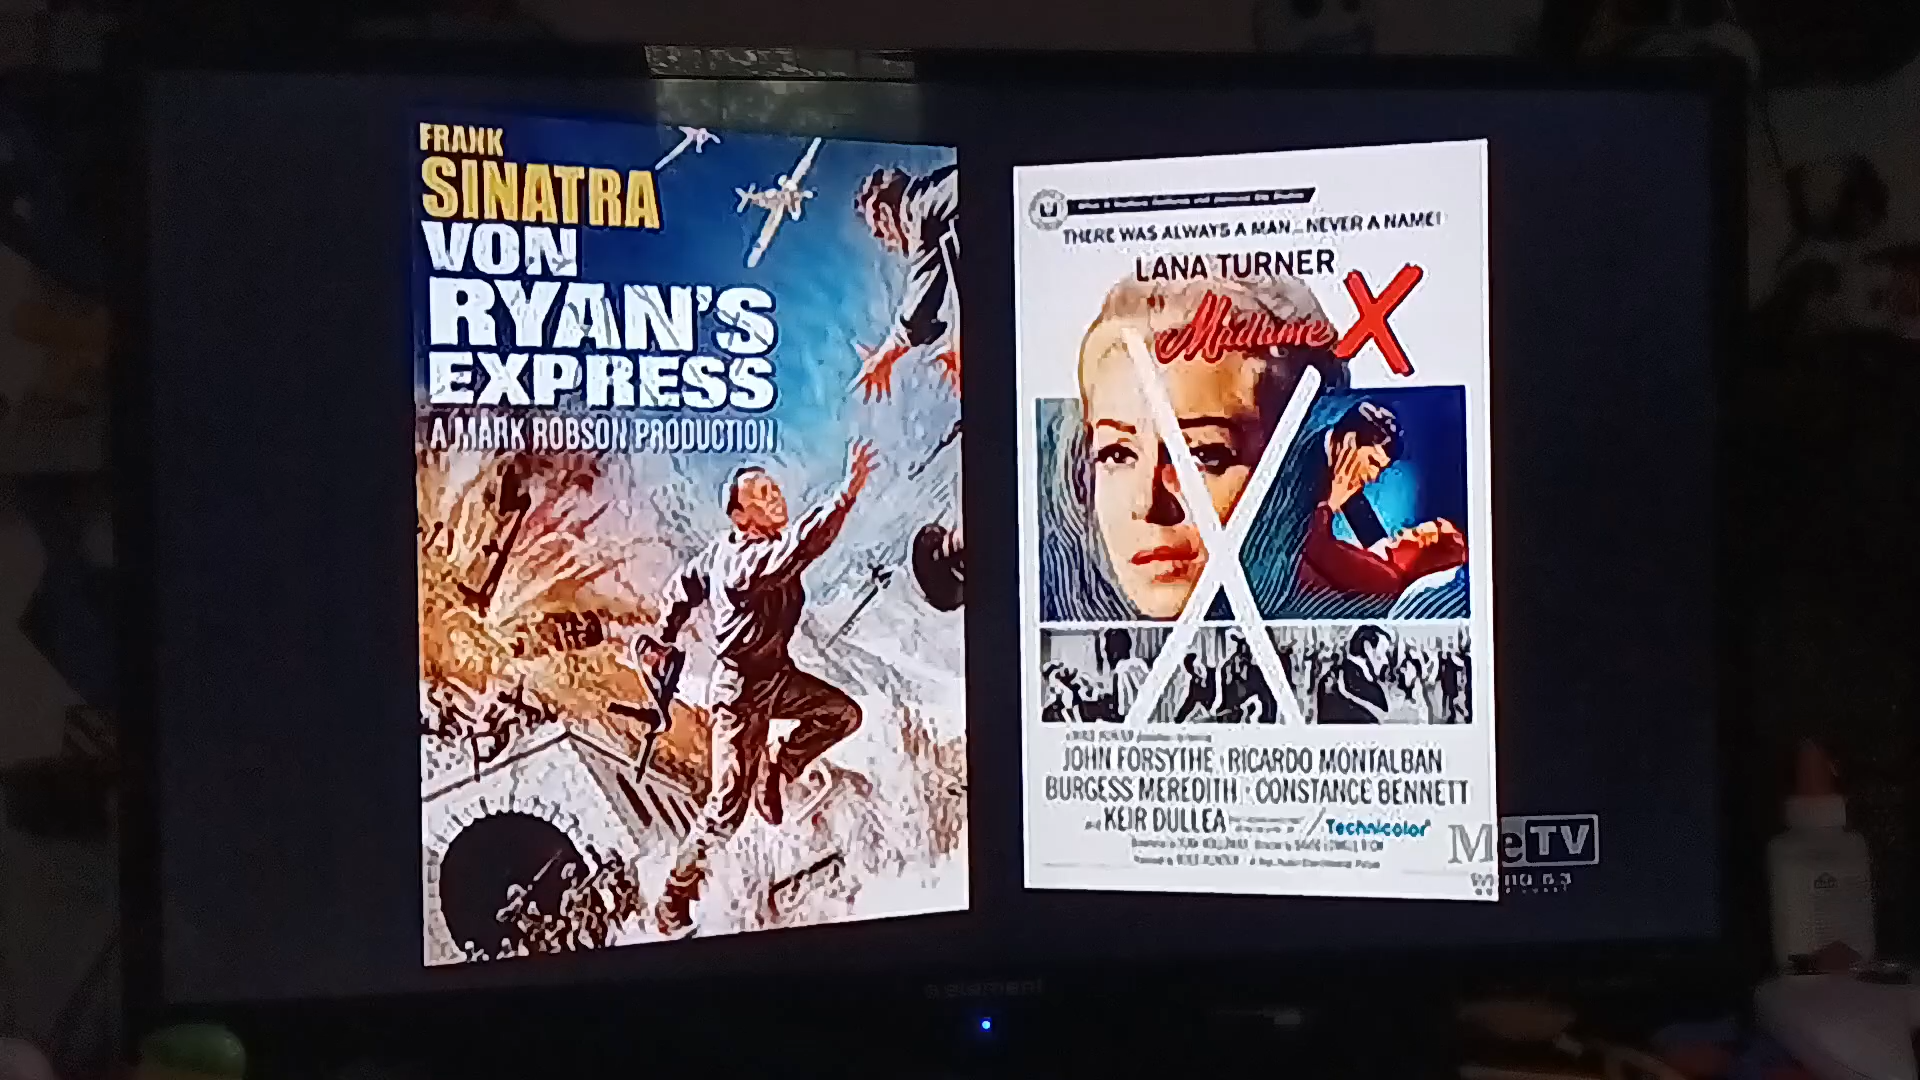 FRANK
SINATRA
VON
RYAN'S
EXPRESS
A MARK ROBSON PRODUCTION
THERE WAS ALWAYS A MAN... NEVER A NAME!
LANA TURNER
Madame X
JOHN FORSYTHE · RICARDO MONTALBAN
BURGESS MEREDITH · CONSTANCE BENNETT
KEIR DULLEA
Technicolor
MeTV
element